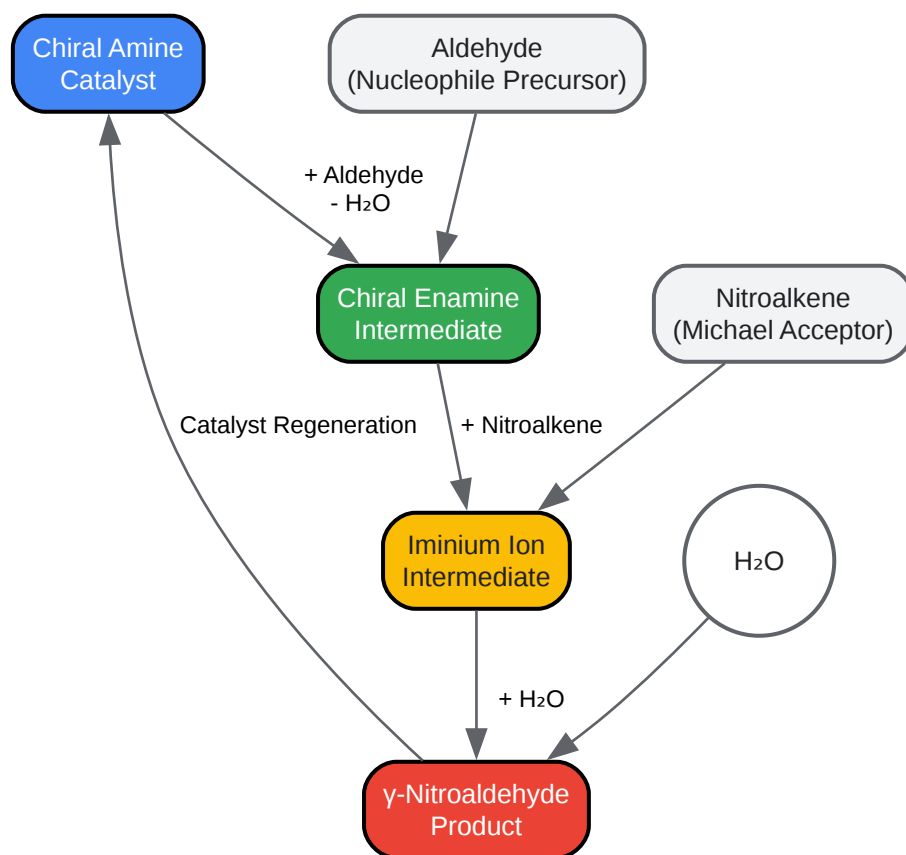 Chiral Amine
Catalyst
Aldehyde
(Nucleophile Precursor)
+ Aldehyde
- H₂O
Chiral Enamine
Intermediate
Nitroalkene
(Michael Acceptor)
Catalyst Regeneration
+ Nitroalkene
Iminium Ion
Intermediate
H₂O
+ H₂O
γ-Nitroaldehyde
Product